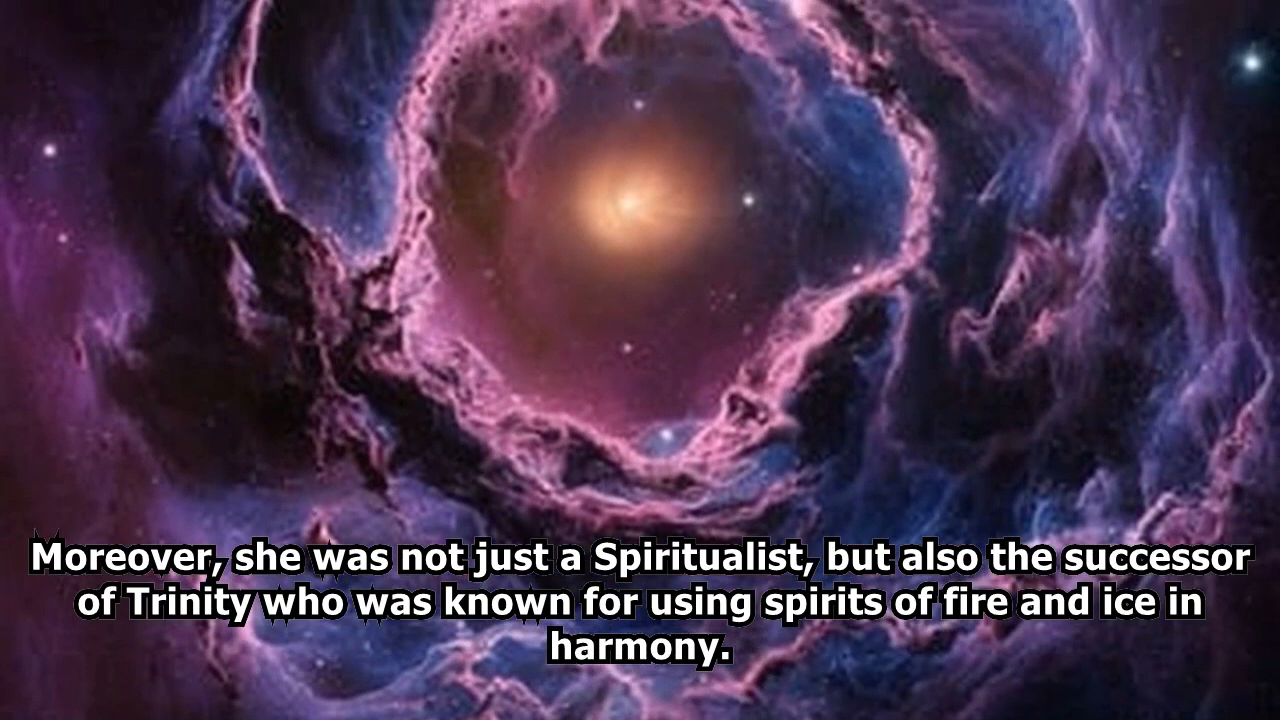 Moreover, she was not just a Spiritualist, but also the successor
of Trinity who was known for using spirits of fire and ice in
harmony.